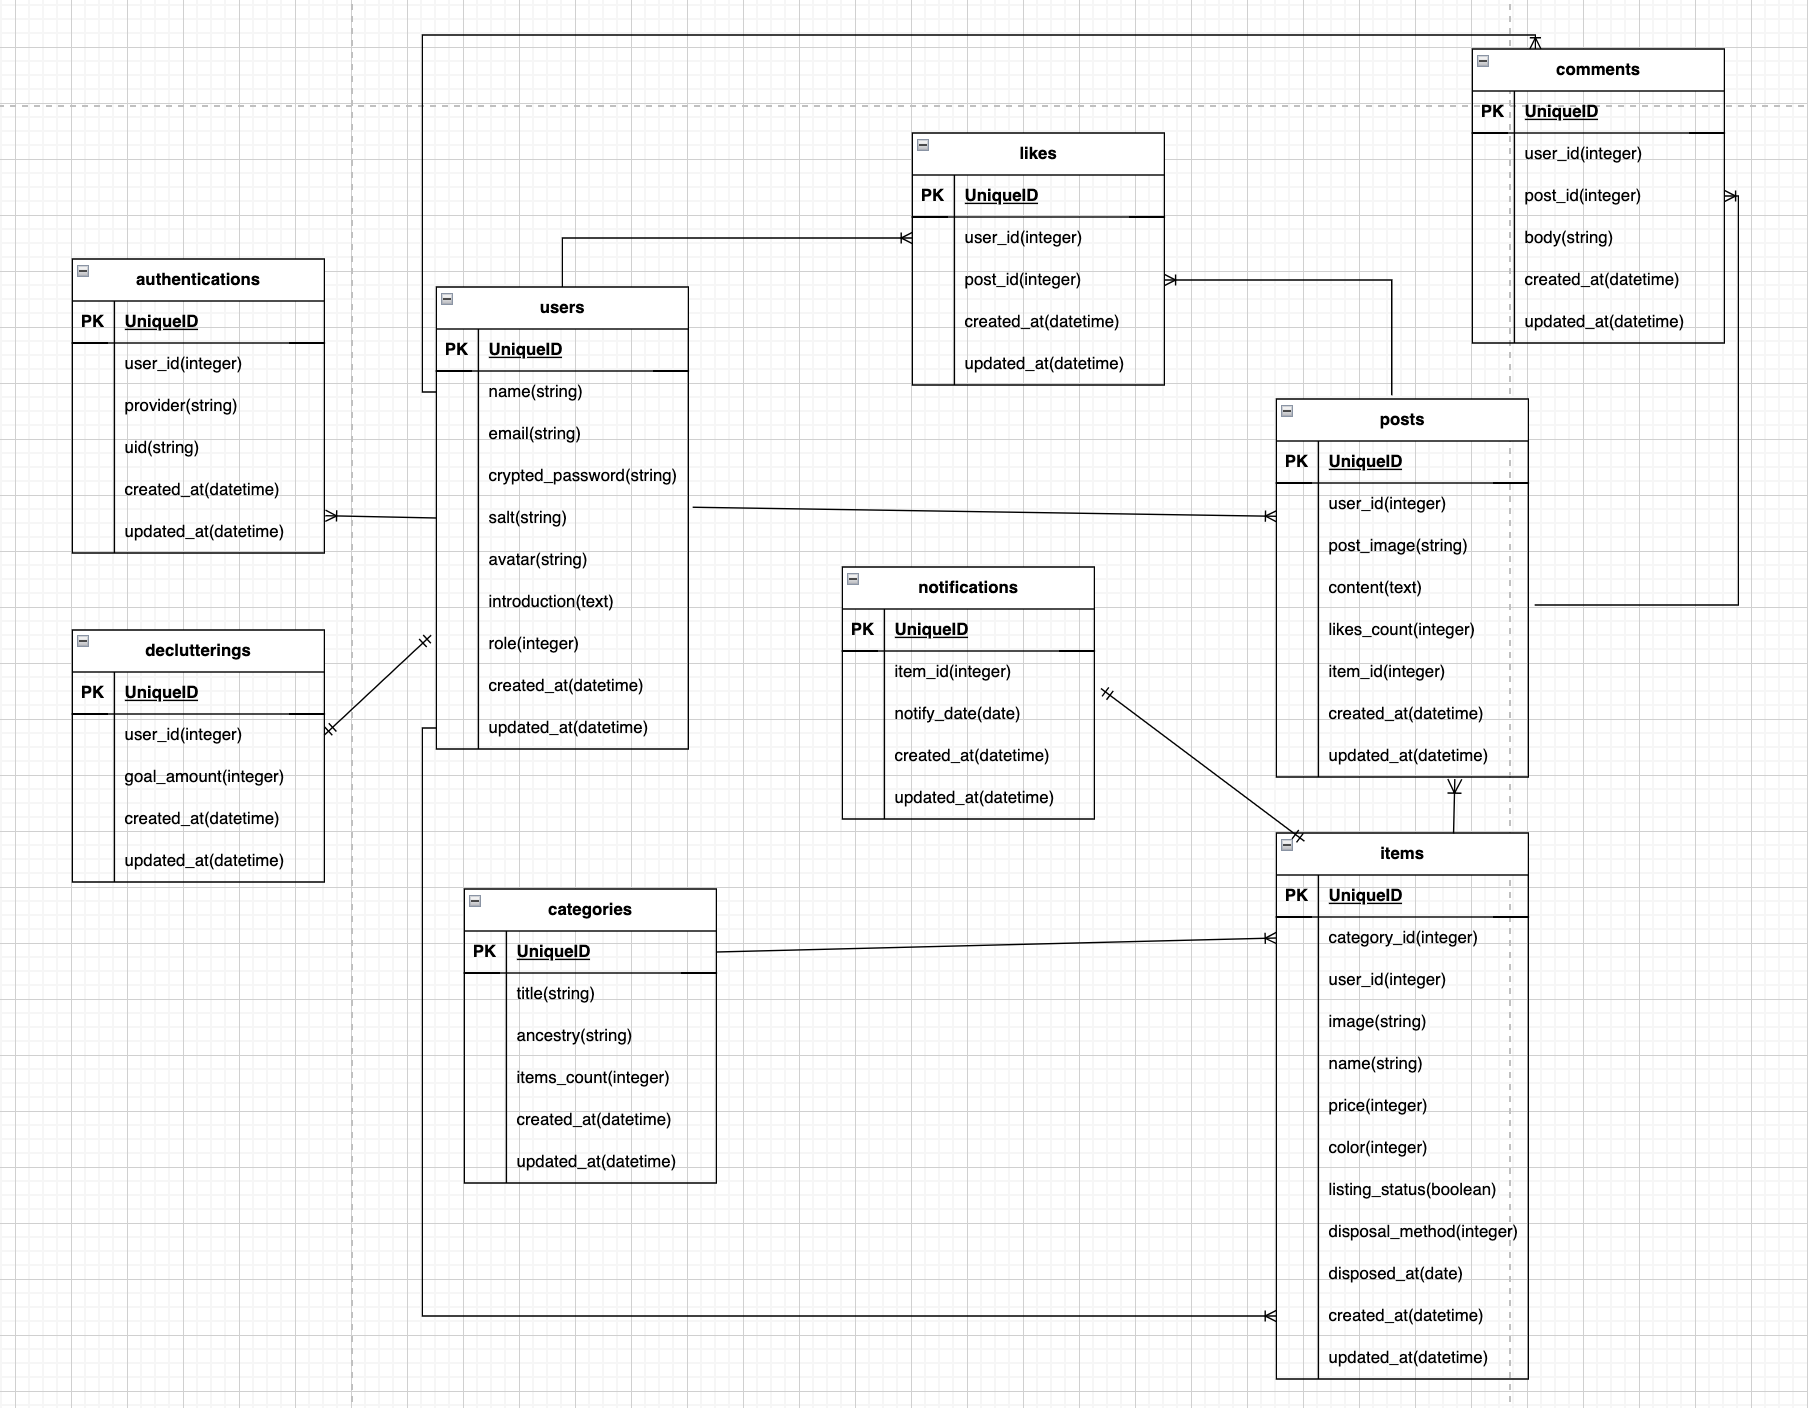 comments
PK UniqueID
user_id(integer)
post_id(integer)
body(string)
created_at(datetime)
updated_at(datetime)
likes
PK UniqueID
user_id(integer)
post_id(integer)
created_at(datetime)
updated_at(datetime)
authentications
PK UniqueID
user_id(integer)
provider(string)
uid(string)
created_at(datetime)
updated_at(datetime)
users
PK UniqueID
name(string)
email(string)
crypted_password(string)
salt(string)
avatar(string)
introduction(text)
role(integer)
created_at(datetime)
updated_at(datetime)
posts
PK UniqueID
user_id(integer)
post_image(string)
content(text)
likes_count(integer)
item_id(integer)
created_at(datetime)
updated_at(datetime)
notifications
PK UniqueID
item_id(integer)
notify_date(date)
created_at(datetime)
updated_at(datetime)
declutterings
PK UniqueID
user_id(integer)
goal_amount(integer)
created_at(datetime)
updated_at(datetime)
categories
PK UniqueID
title(string)
ancestry(string)
items_count(integer)
created_at(datetime)
updated_at(datetime)
items
PK UniqueID
category_id(integer)
user_id(integer)
image(string)
name(string)
price(integer)
color(integer)
listing_status(boolean)
disposal_method(integer)
disposed_at(date)
created_at(datetime)
updated_at(datetime)